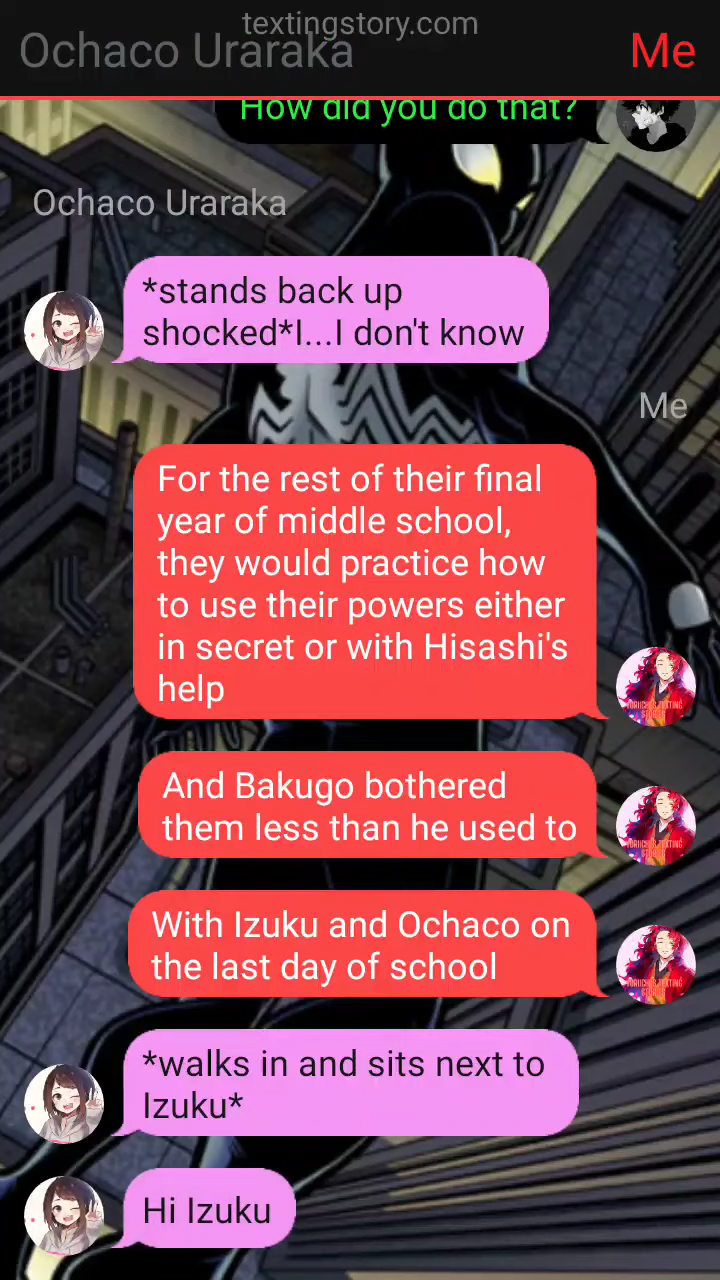 textingstory.com
Ochaco Uraraka
Me
How did you do that?
Ochaco Uraraka
*stands back up
shocked*I...I don't know
Me
For the rest of their final
year of middle school,
they would practice how
to use their powers either
in secret or with Hisashi's
help
And Bakugo bothered
them less than he used to
With Izuku and Ochaco on
the last day of school
*walks in and sits next to
Izuku*
Hi Izuku